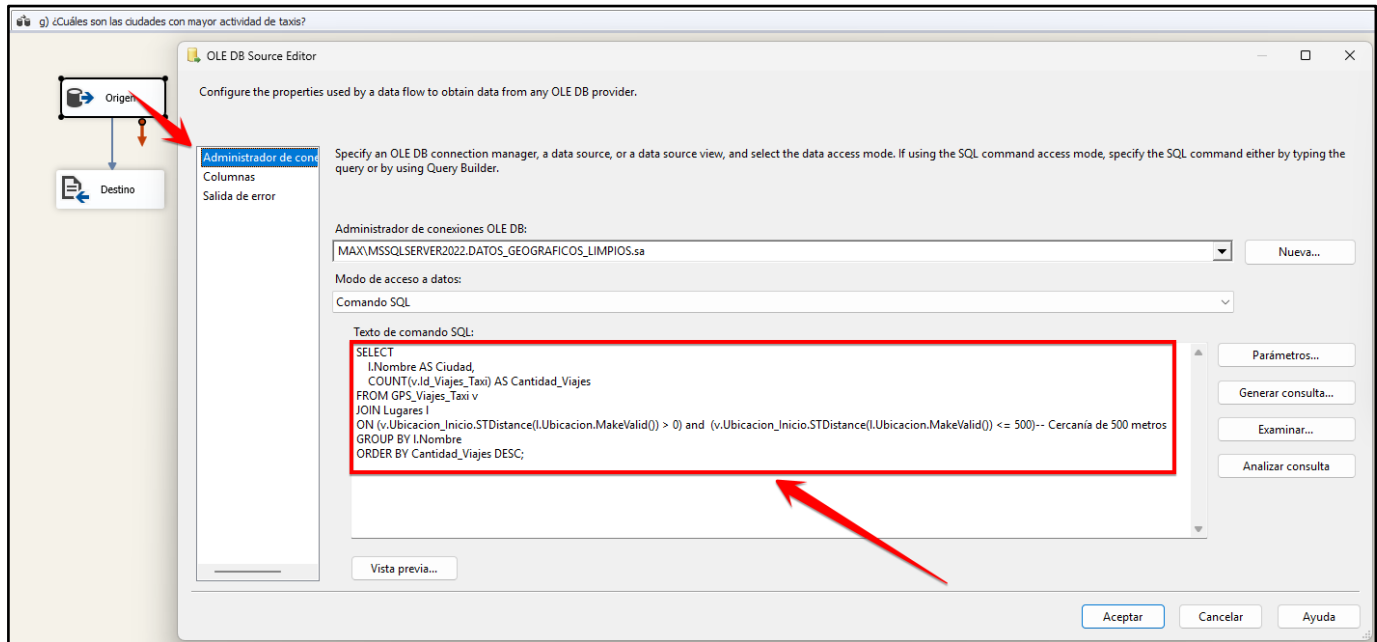 g) ¿Cuáles son las ciudades con mayor actividad de taxis?
OLE DB Source Editor
Origen
Destino
Configure the properties used by a data flow to obtain data from any OLE DB provider.
Administrador de cone
Columnas
Salida de error
Specify an OLE DB connection manager, a data source, or a data source view, and select the data access mode. If using the SQL command access mode, specify the SQL command either by typing the
query or by using Query Builder.
Administrador de conexiones OLE DB:
MAX\MSSQLSERVER2022.DATOS_GEOGRAFICOS_LIMPIOS.sa
Nueva...
Modo de acceso a datos:
Comando SQL
Texto de comando SQL:
SELECT
l.Nombre AS Ciudad,
COUNT(v.Id_Viajes_Taxi) AS Cantidad_Viajes
FROM GPS_Viajes_Taxi v
JOIN Lugares l
ON (v.Ubicacion_Inicio.STDistance(l.Ubicacion.MakeValid()) > 0) and  (v.Ubicacion_Inicio.STDistance(l.Ubicacion.MakeValid()) <= 500)-- Cercanía de 500 metros
GROUP BY l.Nombre
ORDER BY Cantidad_Viajes DESC;
Parámetros...
Generar consulta...
Examinar...
Analizar consulta
Vista previa...
Aceptar
Cancelar
Ayuda